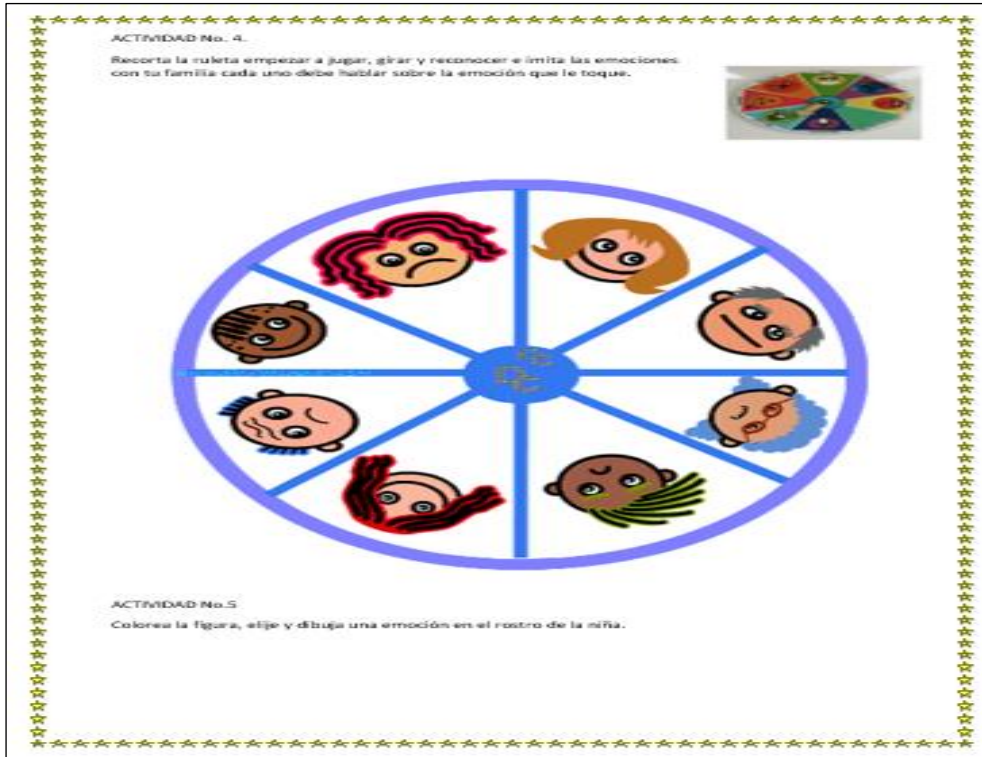 ACTIVIDAD No. 4.
Recorta la ruleta empezar a jugar, girar y reconocer e imita las emociones
con tu familia cada uno debe hablar sobre la emoción que le toque.
ACTIVIDAD No.5
Colorea la figura, elije y dibuja una emoción en el rostro de la niña.